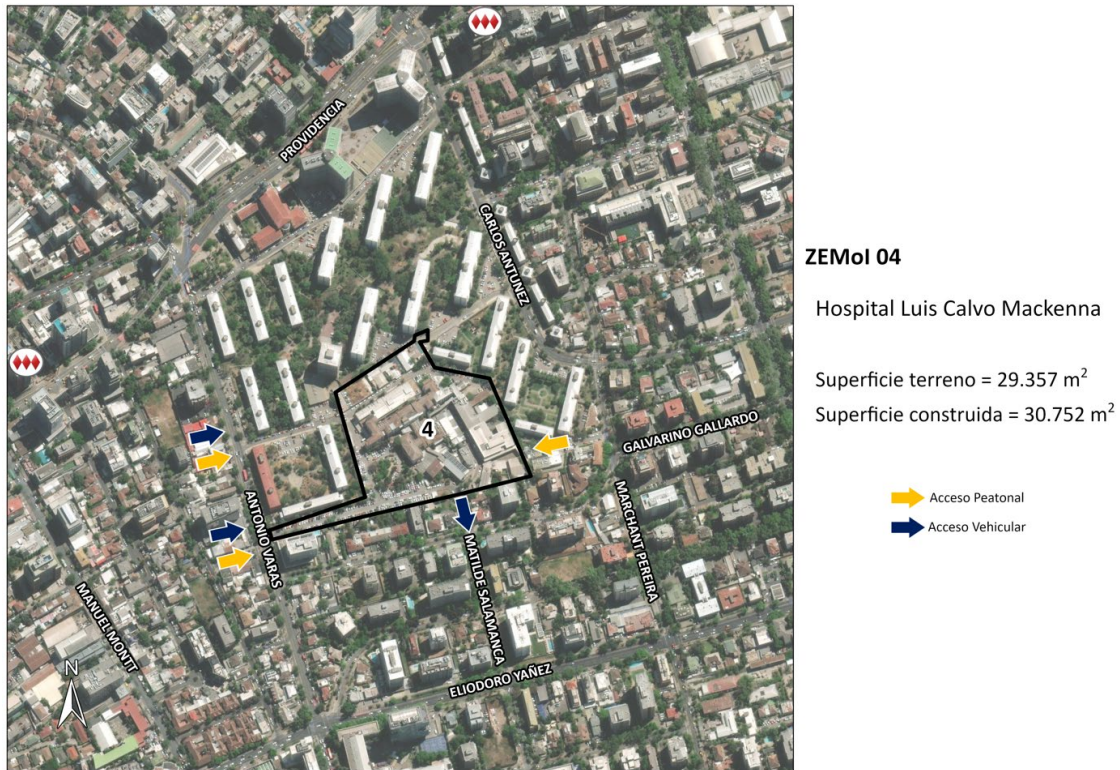 PROVIDENCIA
CARLOS ANTUNEZ
4
GALVARINO GALLARDO
MARCHANT PEREIRA
ANTONIO VARAS
MATILDE SALAMANCA
MANUEL MONTT
ELIODORO YAÑEZ
N
ZEMoI 04
Hospital Luis Calvo Mackenna
Superficie terreno = 29.357 m²
Superficie construida = 30.752 m²
Acceso Peatonal
Acceso Vehicular